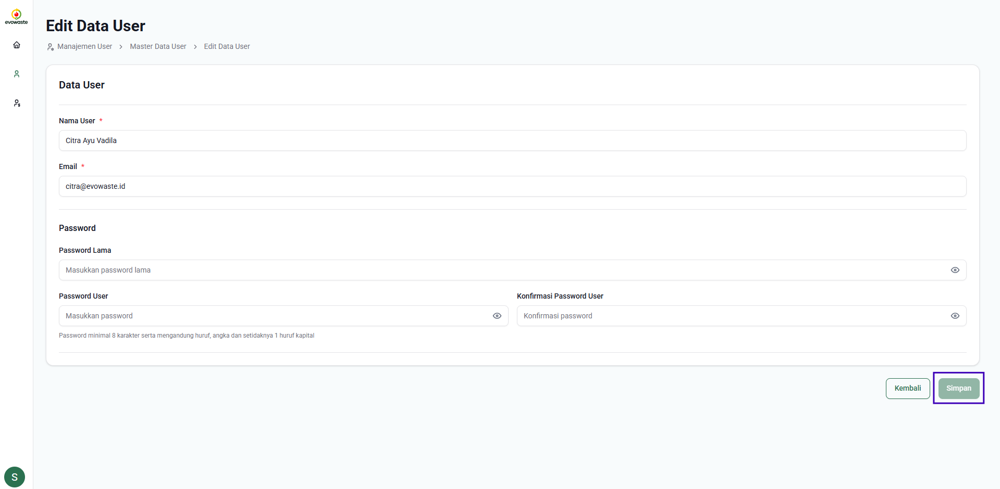 evowaste
Edit Data User
Manajemen User > Master Data User > Edit Data User
Data User
Nama User *
Citra Ayu Vadila
Email *
citra@evowaste.id
Password
Password Lama
Masukkan password lama
Password User
Konfirmasi Password User
Masukkan password
Konfirmasi password
Password minimal 8 karakter serta mengandung huruf, angka dan setidaknya 1 huruf kapital
Kembali
Simpan
S